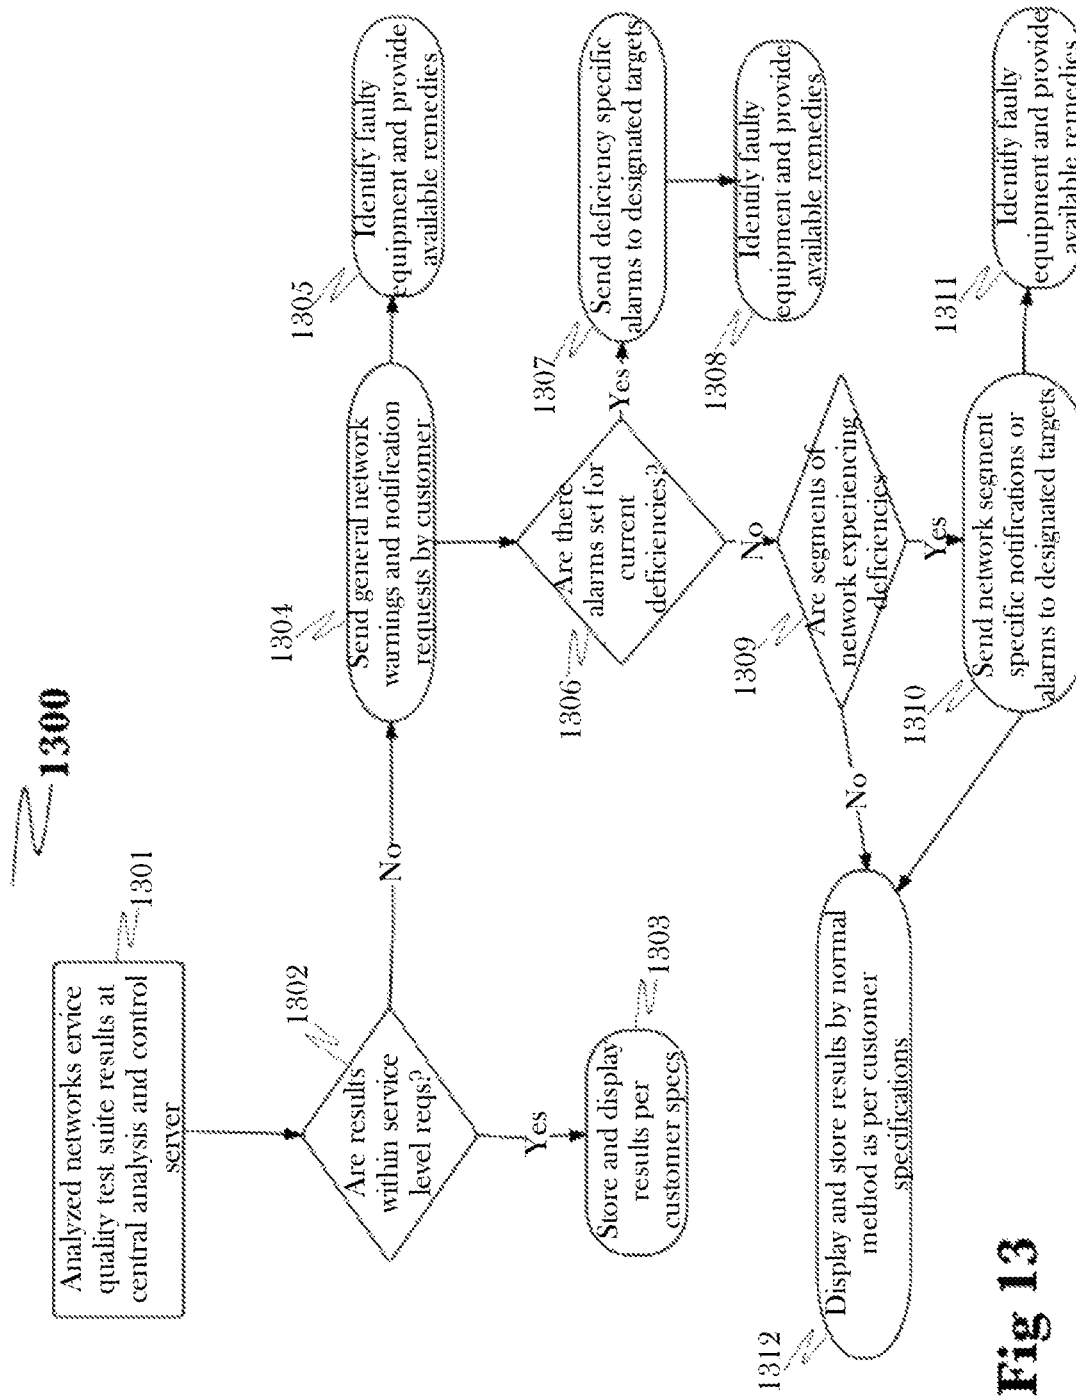 1300
Analyzed networks ervice
quality test suite results at
central analysis and control
server
1301
Are results
within service
level reqs?
1302
No
Yes
Store and display
results per
customer specs
1303
Send general network
warnings and notification
requests by customer
1304
Identify faulty
equipment and provide
available remedies
1305
Are there
alarms set for
current
deficiencies?
1306
Yes
Send deficiency specific
alarms to designated targets
1307
Identify faulty
equipment and provide
available remedies
1308
No
Are segments of
network experiencing
deficiencies
1309
Yes
No
Send network segment
specific notifications or
alarms to designated targets
1310
Identify faulty
equipment and provide
available remedies
1311
Display and store results by normal
method as per customer
specifications
1312
Fig 13